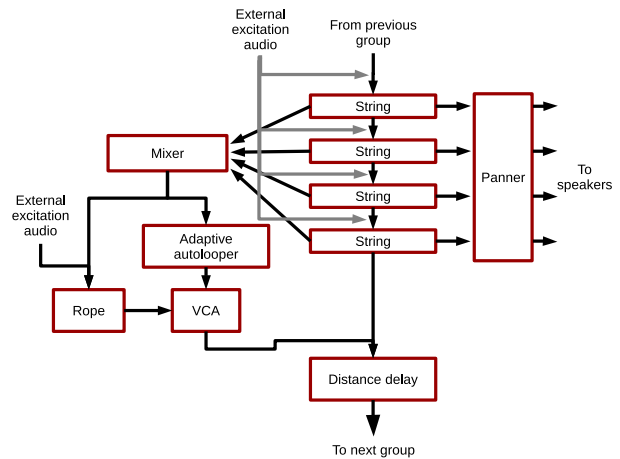 External
excitation
audio
From previous
group
String
String
String
String
Mixer
Panner
To
speakers
External
excitation
audio
Adaptive
autolooper
Rope
VCA
Distance delay
To next group